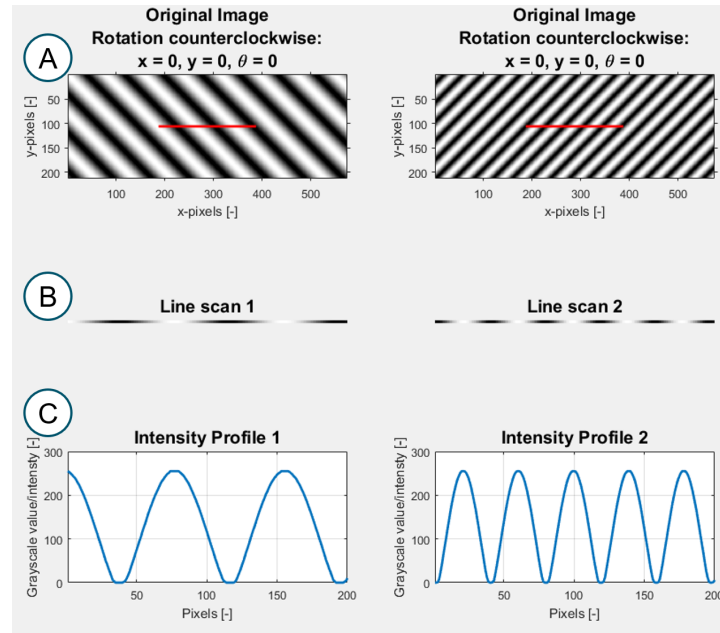 A
Original Image
Rotation counterclockwise:
x = 0, y = 0, θ = 0
y-pixels [-]
50
100
150
200
100
200
300
400
500
x-pixels [-]
Original Image
Rotation counterclockwise:
x = 0, y = 0, θ = 0
y-pixels [-]
50
100
150
200
100
200
300
400
500
x-pixels [-]
B
Line scan 1
Line scan 2
C
Intensity Profile 1
Grayscale value/intensty [-]
300
200
100
0
50
100
150
200
Pixels [-]
Intensity Profile 2
Grayscale value/intensty [-]
300
200
100
0
50
100
150
200
Pixels [-]